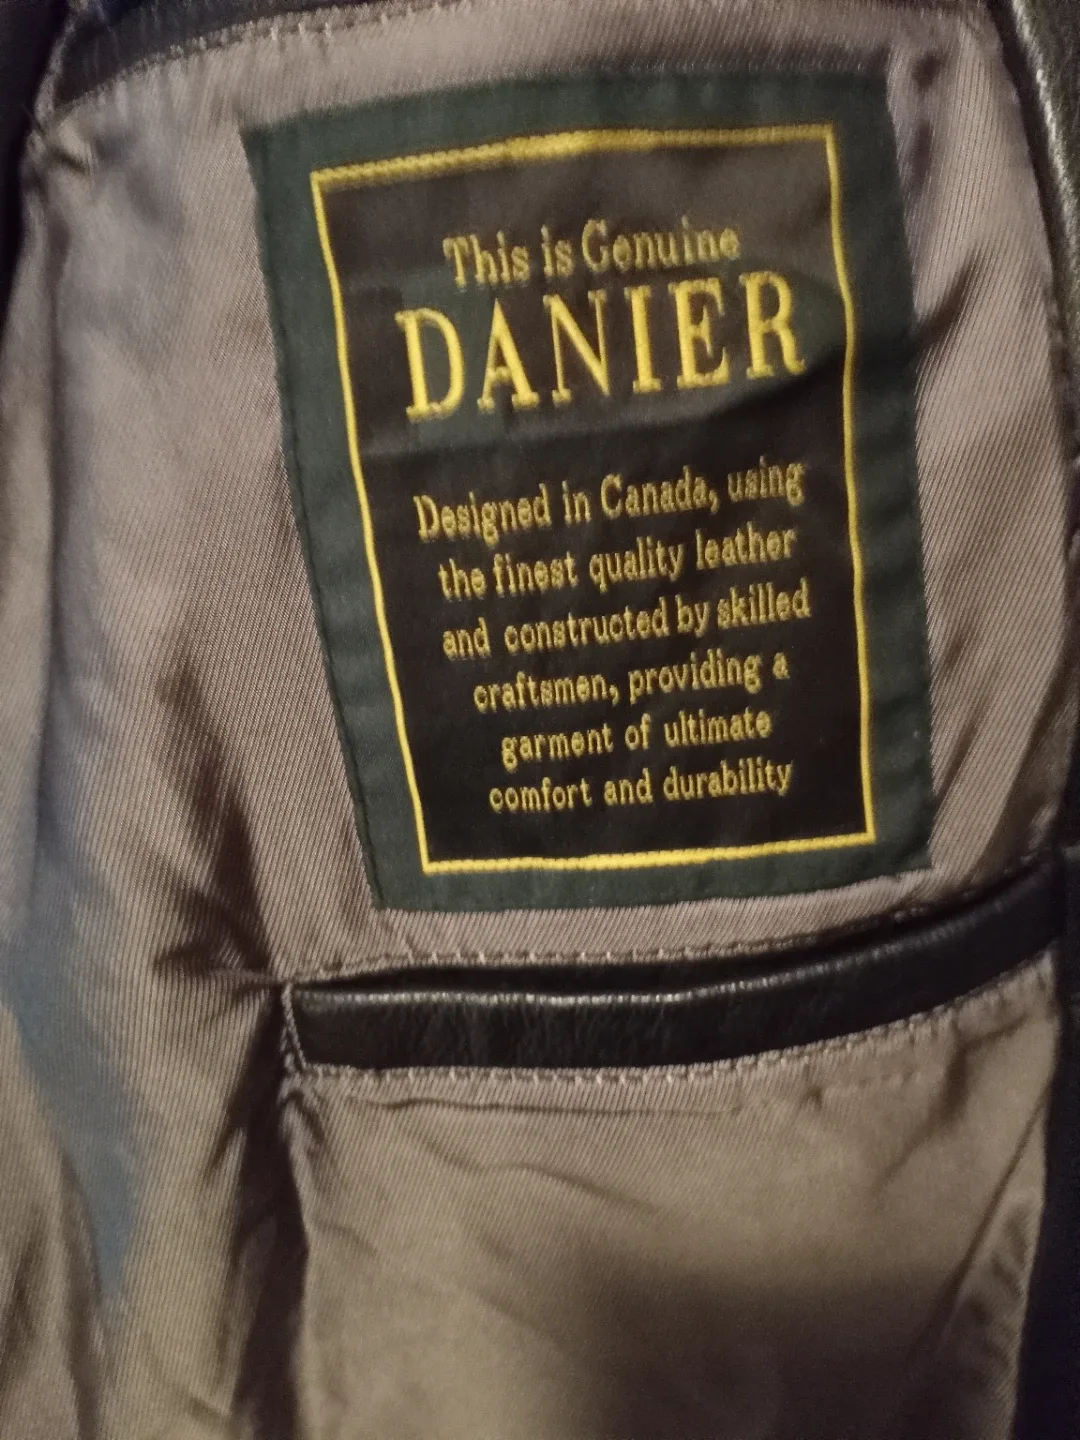 This is Genuine
DANIER
Designed in Canada, using
the finest quality leather
and constructed by skilled
craftsmen, providing a
garment of ultimate
comfort and durability